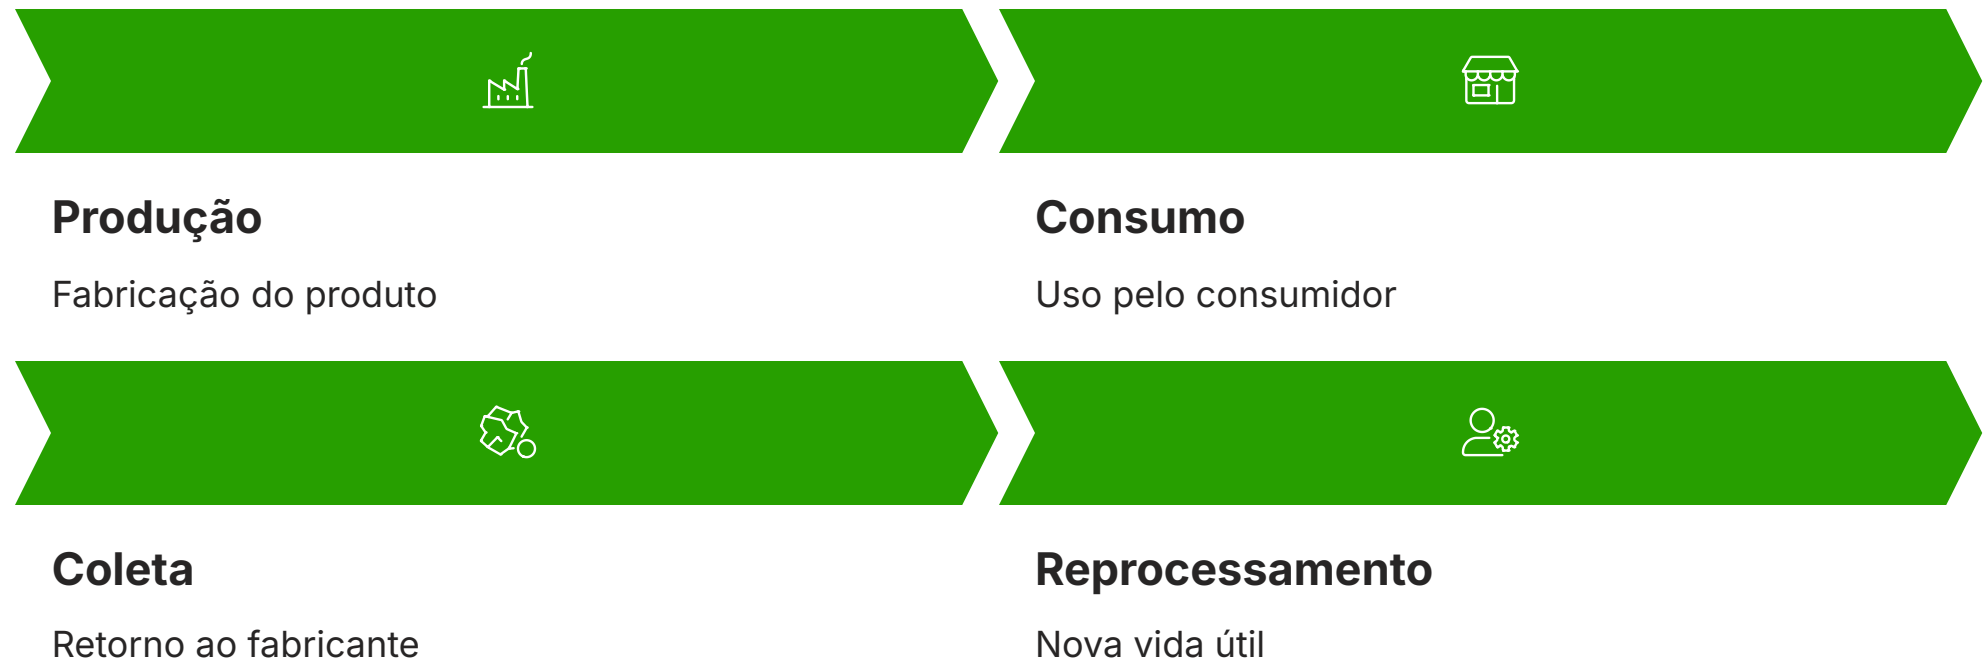 Produção
Fabricação do produto
Consumo
Uso pelo consumidor
Coleta
Retorno ao fabricante
Reprocessamento
Nova vida útil